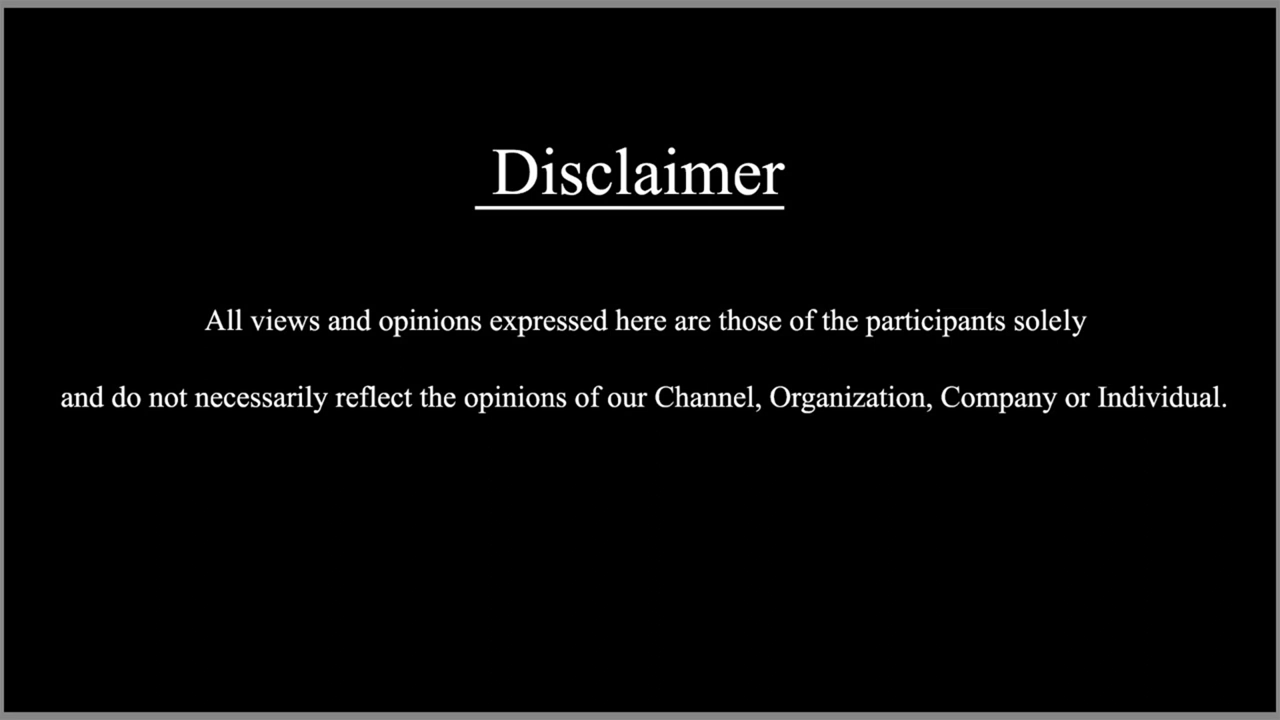 Disclaimer
All views and opinions expressed here are those of the participants solely
and do not necessarily reflect the opinions of our Channel, Organization, Company or Individual.